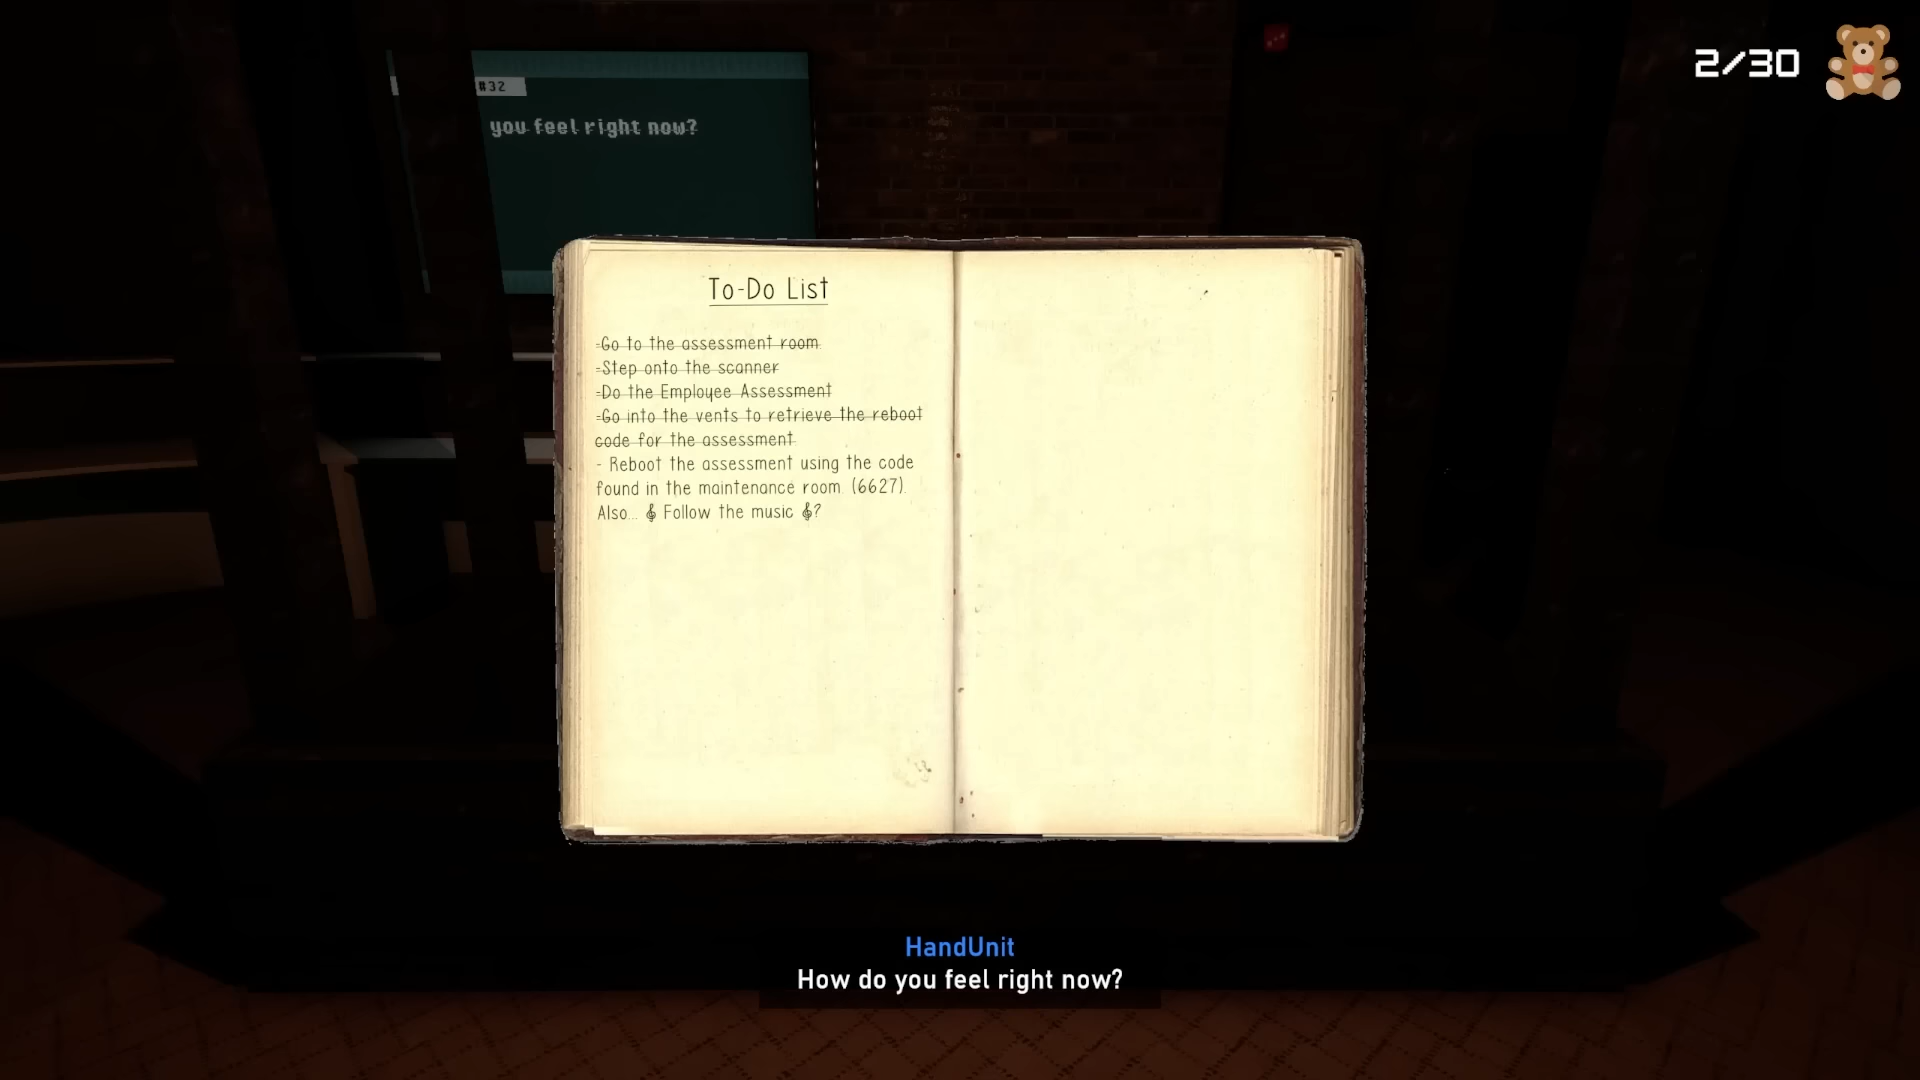 2/30
#32
you feel right now?
To-Do List
-Go to the assessment room.
-Step onto the scanner
-Do the Employee Assessment
-Go into the vents to retrieve the reboot
code for the assessment.
- Reboot the assessment using the code
found in the maintenance room. (6627).
Also... 𝄞 Follow the music 𝄞?
HandUnit
How do you feel right now?